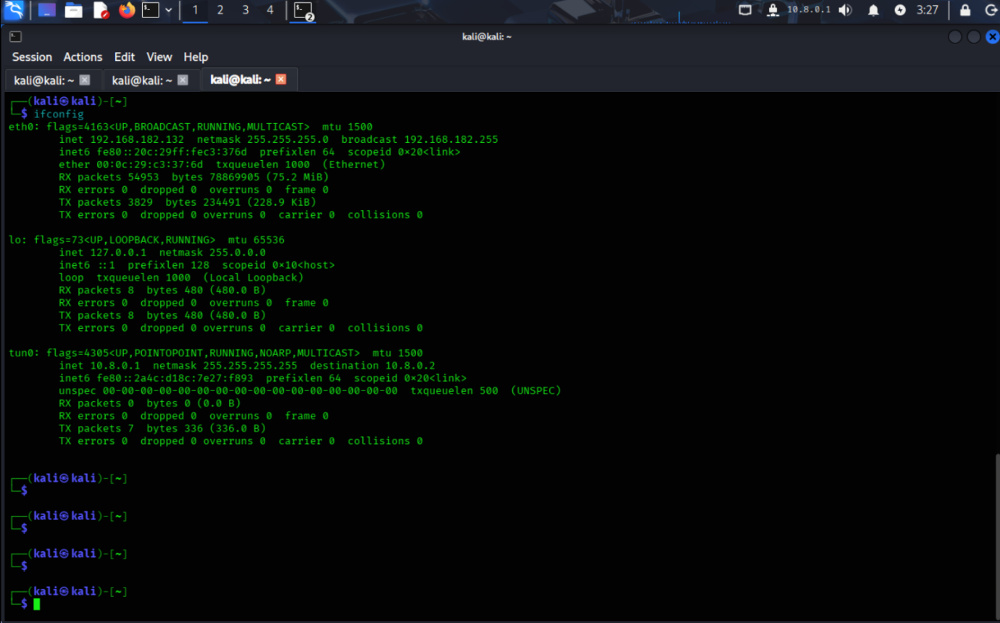 1 2 3 4 2 10.8.0.1 3:27
kali@kali: ~
Session Actions Edit View Help
kali@kali: ~ kali@kali: ~ kali@kali: ~
┌──(kali㉿kali)-[~]
└─$ ifconfig
eth0: flags=4163<UP,BROADCAST,RUNNING,MULTICAST>  mtu 1500
        inet 192.168.182.132  netmask 255.255.255.0  broadcast 192.168.182.255
        inet6 fe80::20c:29ff:fec3:376d  prefixlen 64  scopeid 0x20<link>
        ether 00:0c:29:c3:37:6d  txqueuelen 1000  (Ethernet)
        RX packets 54953  bytes 78869905 (75.2 MiB)
        RX errors 0  dropped 0  overruns 0  frame 0
        TX packets 3829  bytes 234491 (228.9 KiB)
        TX errors 0  dropped 0 overruns 0  carrier 0  collisions 0
lo: flags=73<UP,LOOPBACK,RUNNING>  mtu 65536
        inet 127.0.0.1  netmask 255.0.0.0
        inet6 ::1  prefixlen 128  scopeid 0x10<host>
        loop  txqueuelen 1000  (Local Loopback)
        RX packets 8  bytes 480 (480.0 B)
        RX errors 0  dropped 0  overruns 0  frame 0
        TX packets 8  bytes 480 (480.0 B)
        TX errors 0  dropped 0 overruns 0  carrier 0  collisions 0
tun0: flags=4305<UP,POINTOPOINT,RUNNING,NOARP,MULTICAST>  mtu 1500
        inet 10.8.0.1  netmask 255.255.255.255  destination 10.8.0.2
        inet6 fe80::2a4c:d18c:7e27:f893  prefixlen 64  scopeid 0x20<link>
        unspec 00-00-00-00-00-00-00-00-00-00-00-00-00-00-00-00  txqueuelen 500  (UNSPEC)
        RX packets 0  bytes 0 (0.0 B)
        RX errors 0  dropped 0  overruns 0  frame 0
        TX packets 7  bytes 336 (336.0 B)
        TX errors 0  dropped 0 overruns 0  carrier 0  collisions 0
┌──(kali㉿kali)-[~]
└─$
┌──(kali㉿kali)-[~]
└─$
┌──(kali㉿kali)-[~]
└─$
┌──(kali㉿kali)-[~]
└─$